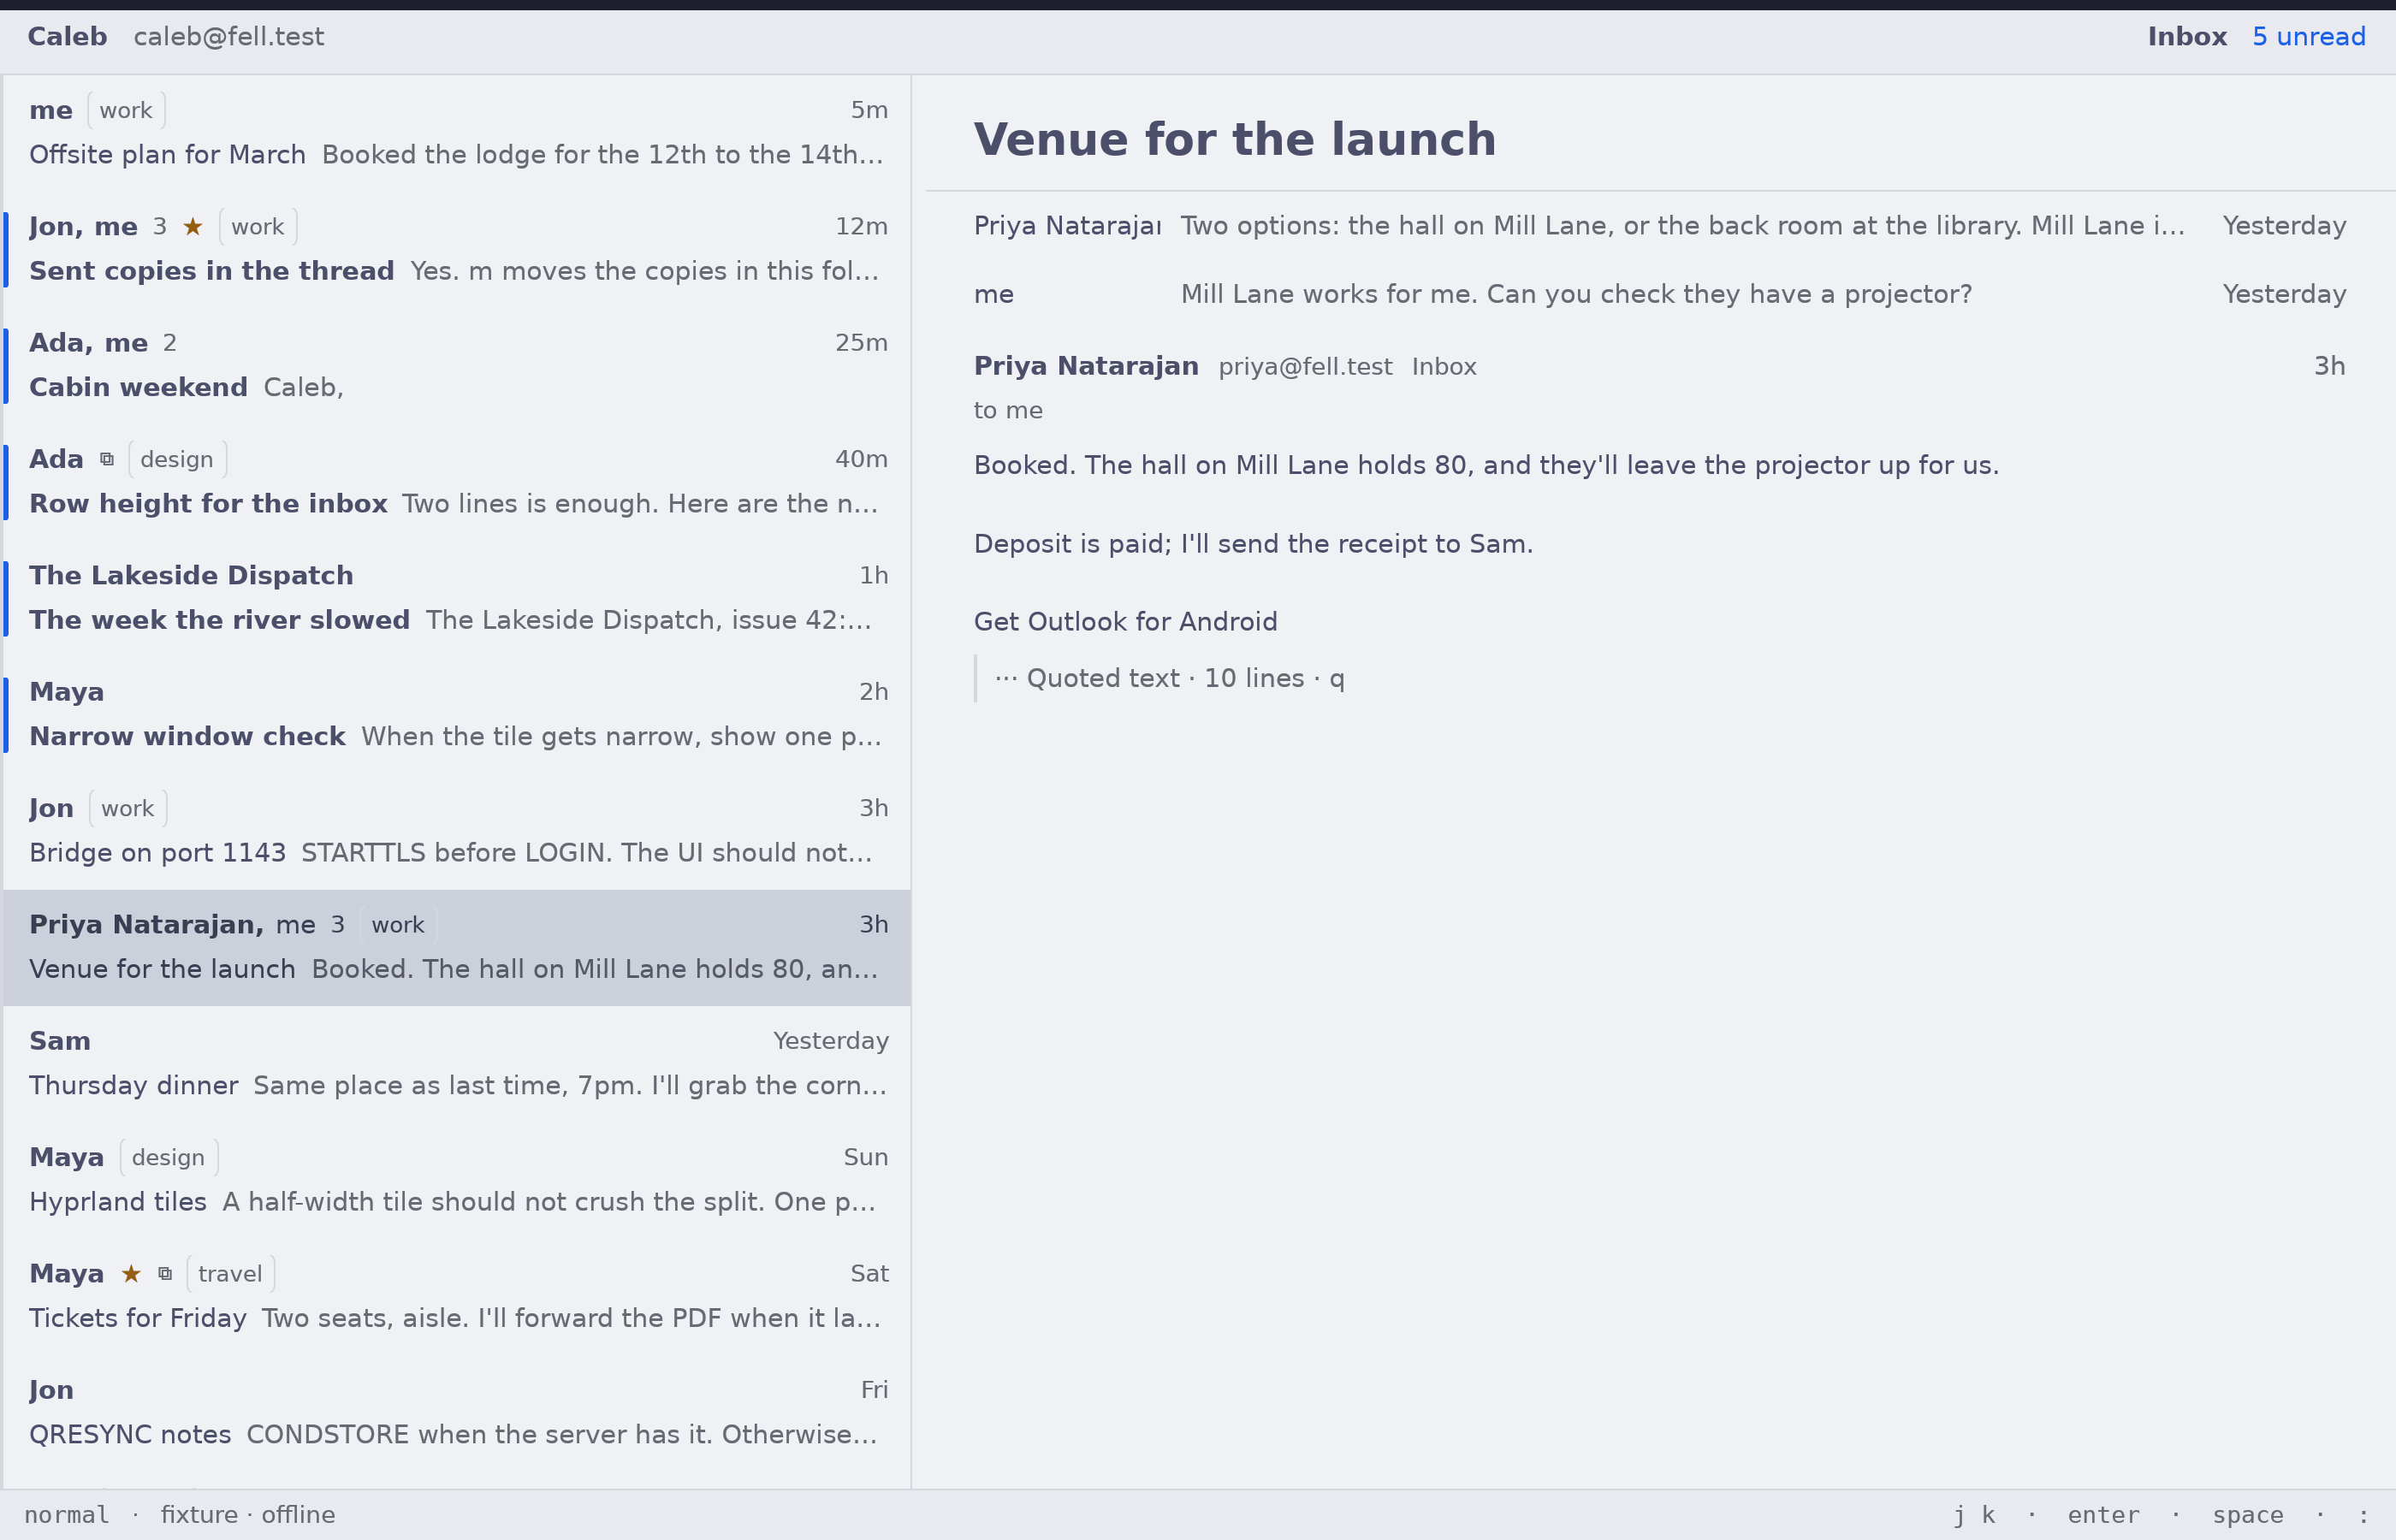 Caleb caleb@fell.test Inbox 5 unread
me work 5m
Offsite plan for March Booked the lodge for the 12th to the 14th…
Jon, me 3 ★ work 12m
Sent copies in the thread Yes. m moves the copies in this fol…
Ada, me 2 25m
Cabin weekend Caleb,
Ada ⧉ design 40m
Row height for the inbox Two lines is enough. Here are the n…
The Lakeside Dispatch 1h
The week the river slowed The Lakeside Dispatch, issue 42:…
Maya 2h
Narrow window check When the tile gets narrow, show one p…
Jon work 3h
Bridge on port 1143 STARTTLS before LOGIN. The UI should not…
Priya Natarajan, me 3 work 3h
Venue for the launch Booked. The hall on Mill Lane holds 80, an…
Sam Yesterday
Thursday dinner Same place as last time, 7pm. I'll grab the corn…
Maya design Sun
Hyprland tiles A half-width tile should not crush the split. One p…
Maya ★ ⧉ travel Sat
Tickets for Friday Two seats, aisle. I'll forward the PDF when it la…
Jon Fri
QRESYNC notes CONDSTORE when the server has it. Otherwise…
Venue for the launch
Priya Natarajan Two options: the hall on Mill Lane, or the back room at the library. Mill Lane i… Yesterday
me Mill Lane works for me. Can you check they have a projector? Yesterday
Priya Natarajan priya@fell.test Inbox 3h
to me
Booked. The hall on Mill Lane holds 80, and they'll leave the projector up for us.
Deposit is paid; I'll send the receipt to Sam.
Get Outlook for Android
··· Quoted text · 10 lines · q
normal · fixture · offline j k · enter · space · :